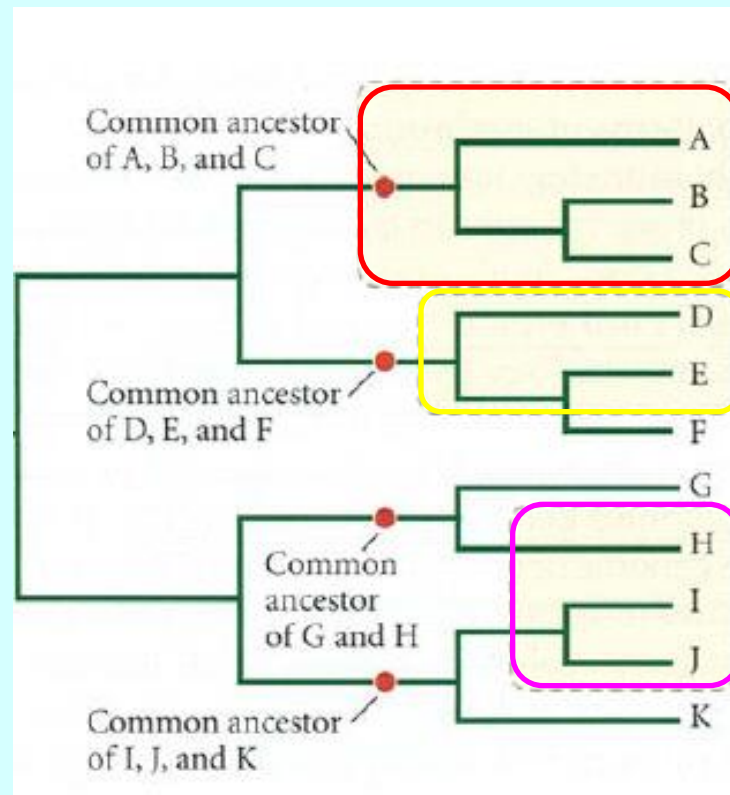 Common ancestor
of A, B, and C
A
B
C
D
E
Common ancestor
of D, E, and F
F
G
H
Common
ancestor
of G and H
I
J
Common ancestor
of I, J, and K
K